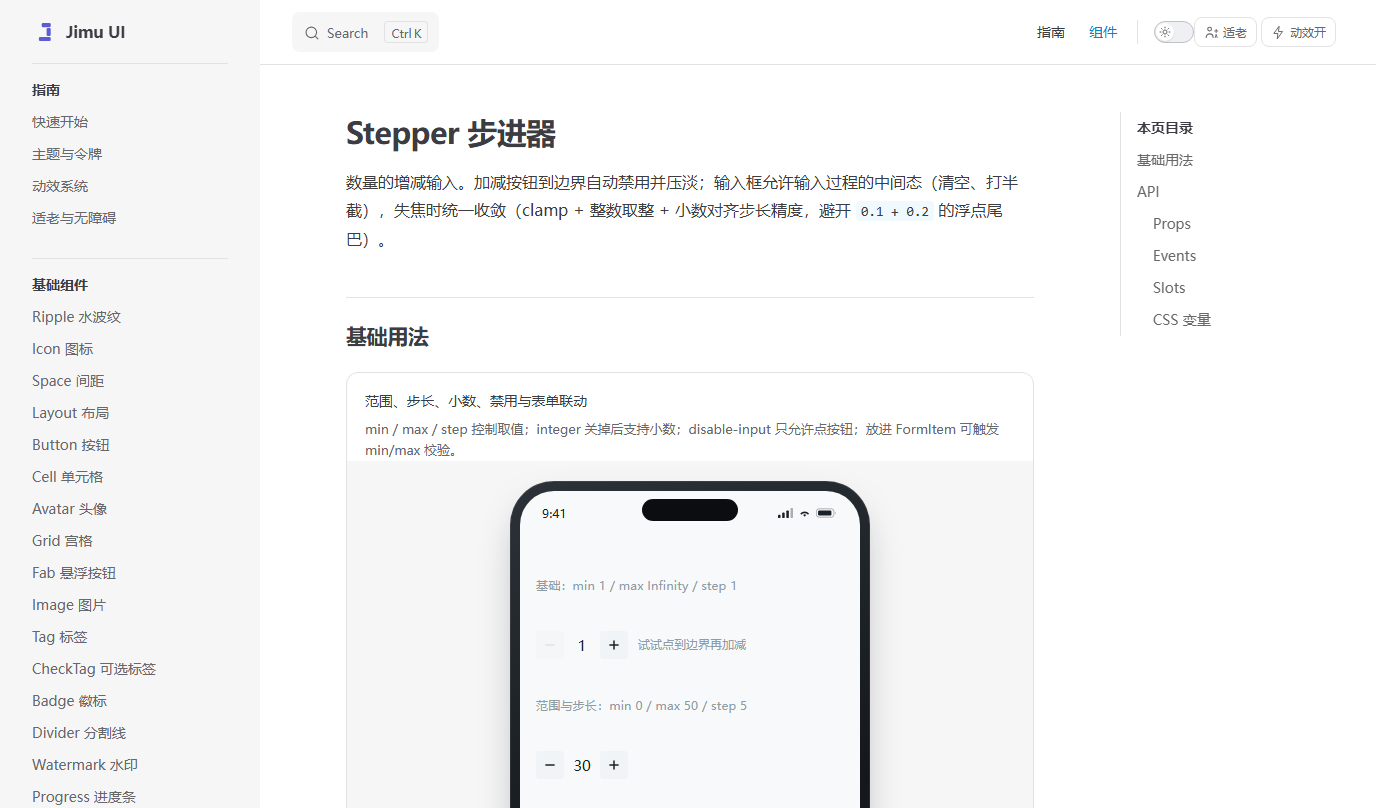 Jimu UI
Search
Ctrl K
指南
组件
适老
动效开
指南
快速开始
主题与令牌
动效系统
适老与无障碍
基础组件
Ripple 水波纹
Icon 图标
Space 间距
Layout 布局
Button 按钮
Cell 单元格
Avatar 头像
Grid 宫格
Fab 悬浮按钮
Image 图片
Tag 标签
CheckTag 可选标签
Badge 徽标
Divider 分割线
Watermark 水印
Progress 进度条
Stepper 步进器
数量的增减输入。加减按钮到边界自动禁用并压淡；输入框允许输入过程的中间态（清空、打半
截），失焦时统一收敛（clamp + 整数取整 + 小数对齐步长精度，避开 0.1 + 0.2 的浮点尾
巴）。
基础用法
范围、步长、小数、禁用与表单联动
min / max / step 控制取值；integer 关掉后支持小数；disable-input 只允许点按钮；放进 FormItem 可触发
min/max 校验。
9:41
基础：min 1 / max Infinity / step 1
− 1 + 试试点到边界再加减
范围与步长：min 0 / max 50 / step 5
− 30 +
本页目录
基础用法
API
Props
Events
Slots
CSS 变量